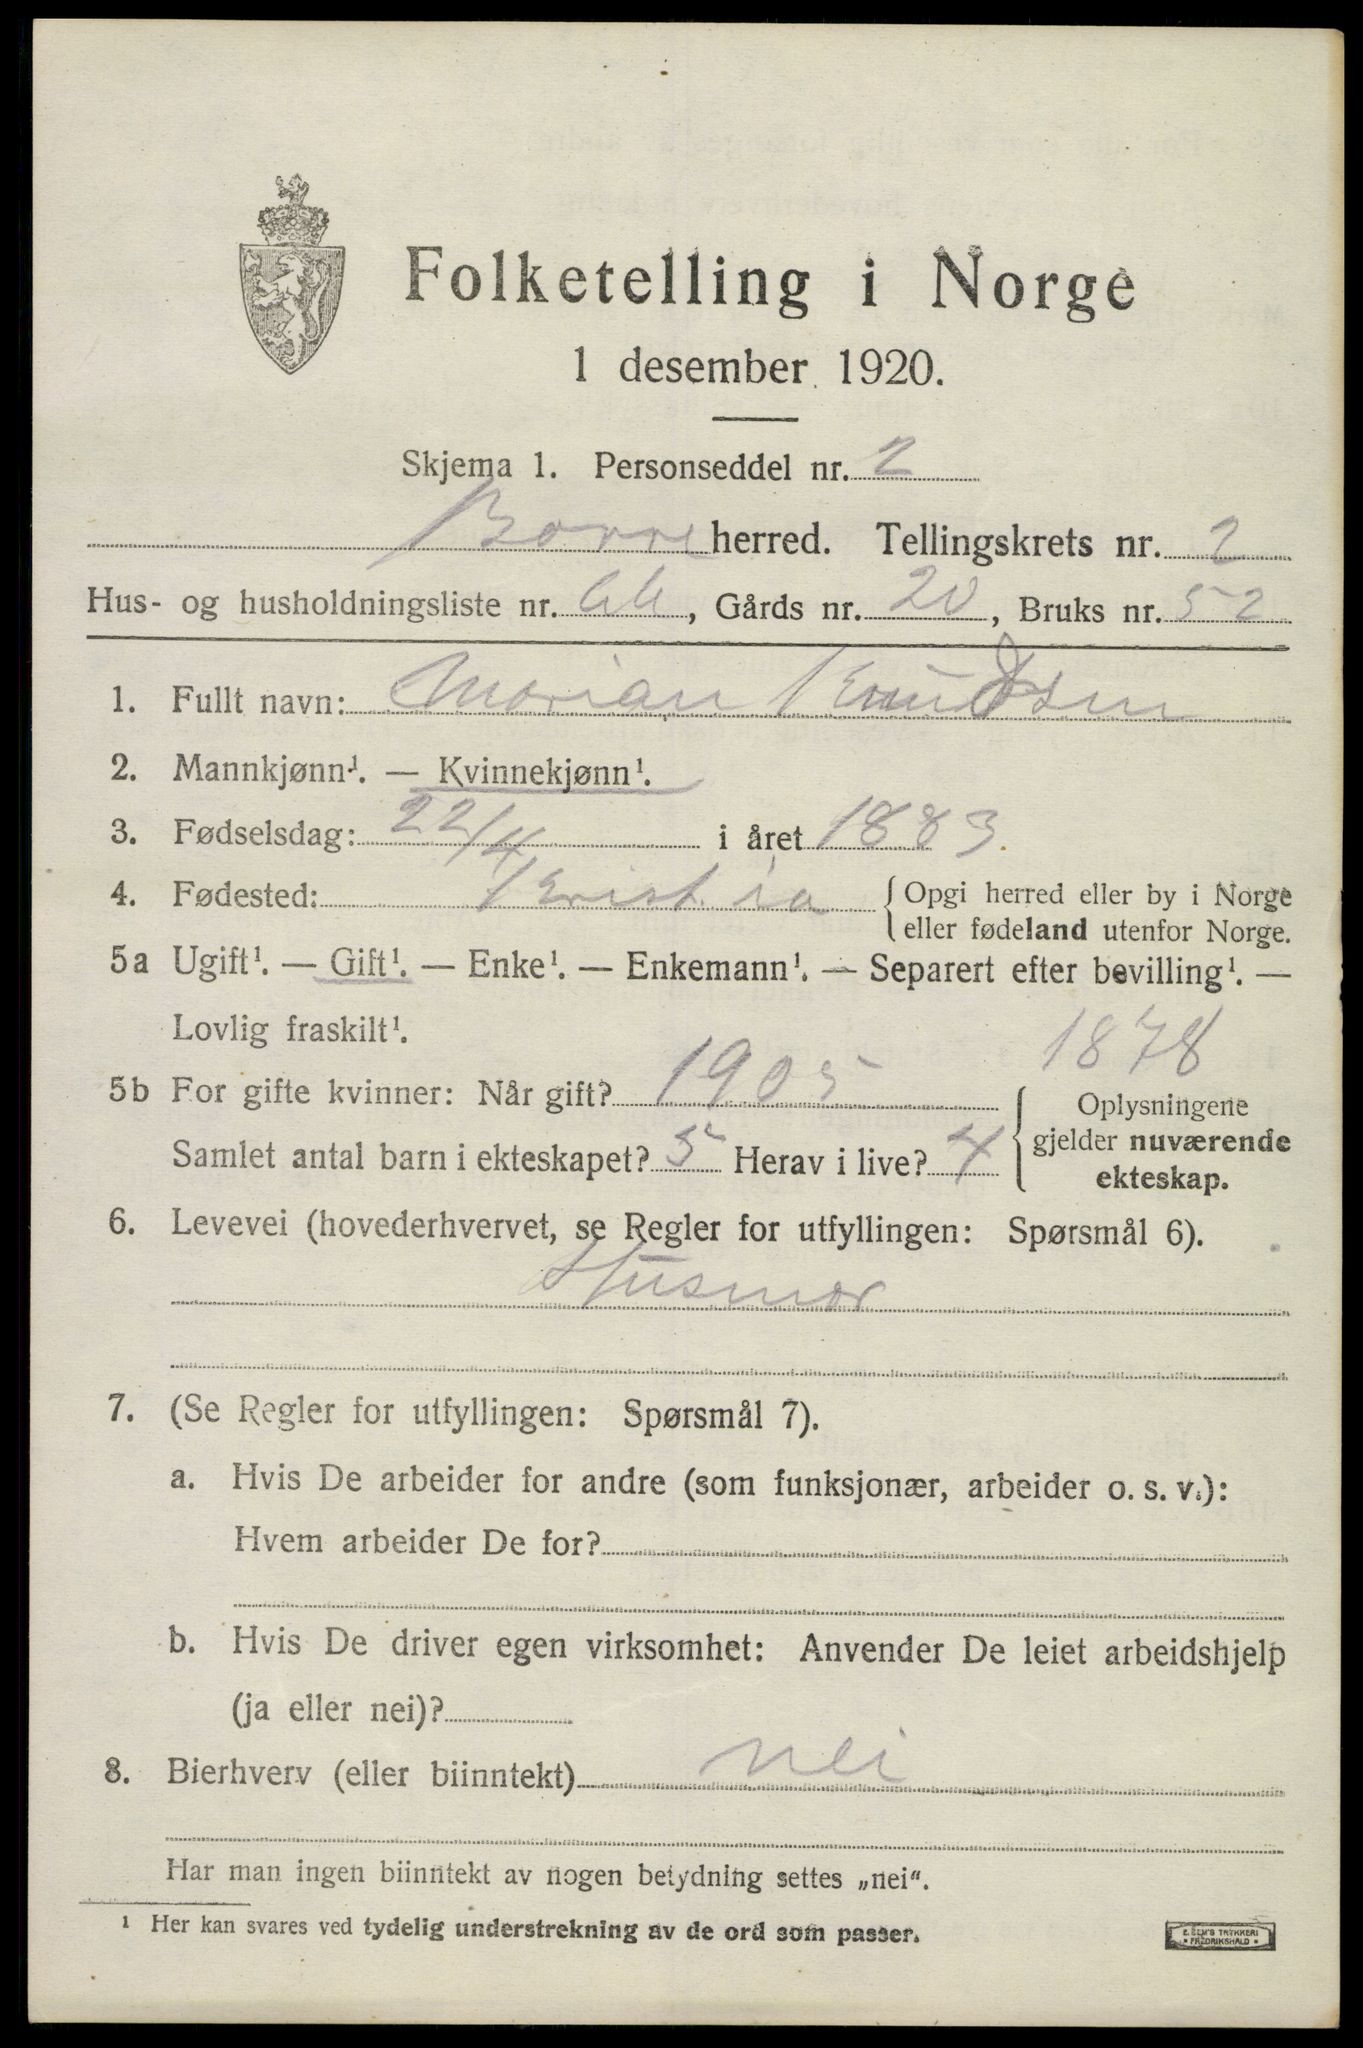 Folketelling i Norge
1 desember 1920.
Skjema 1. Personseddel nr. 2
Borre herred. Tellingskrets nr. 2
Hus- og husholdningsliste nr. , Gårds nr. 20, Bruks nr. 52
1. Fullt navn: Marian Knudsen
2. Mannkjønn¹. — Kvinnekjønn¹.
3. Fødselsdag: 22/4 i året 1883.
4. Fødested: Krist.ia {Opgi herred eller by i Norge
eller fødeland utenfor Norge.
5a Ugift¹. — Gift¹. — Enke¹. — Enkemann¹. — Separert efter bevilling¹. —
Lovlig fraskilt¹. 1878
5b For gifte kvinner: Når gift? 1905 Oplysningene
Samlet antal barn i ekteskapet? 5 Herav i live? 4 gjelder nuværende
ekteskap.
6. Levevei (hovederhvervet, se Regler for utfyllingen: Spørsmål 6).
Husmor
7. (Se Regler for utfyllingen: Spørsmål 7).
a. Hvis De arbeider for andre (som funksjonær, arbeider o. s. v.):
Hvem arbeider De for?
b. Hvis De driver egen virksomhet: Anvender De leiet arbeidshjelp
(ja eller nei)?
8. Bierhverv (eller biinntekt) nei
Har man ingen biinntekt av nogen betydning settes „nei“.
¹ Her kan svares ved tydelig understrekning av de ord som passer.
E. SEM'S TRYKKERI
FREDRIKSHALD